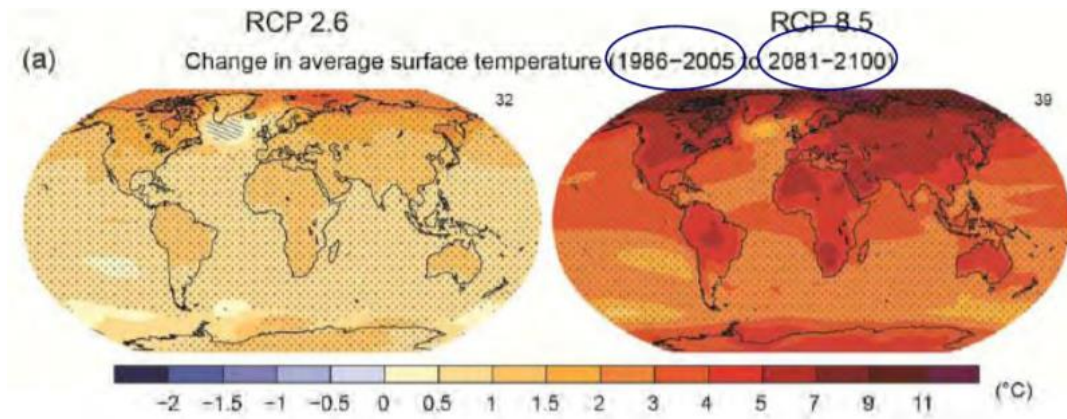 RCP 2.6 RCP 8.5
(a) Change in average surface temperature (1986−2005 to 2081−2100)
32 39
−2 −1.5 −1 −0.5 0 0.5 1 1.5 2 3 4 5 7 9 11 (°C)